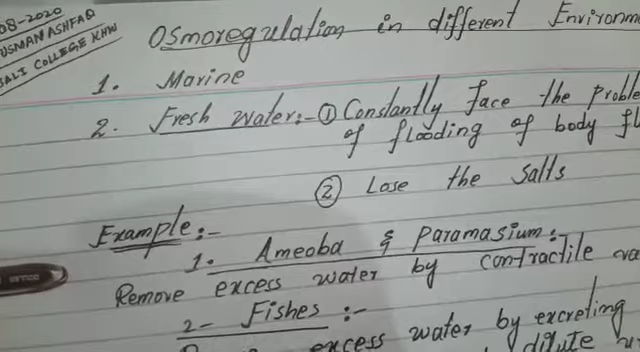 08-2020
USMAN ASHFAQ
ALI COLLEGE KHW
Osmoregulation in different Environm
1. Marine
2. Fresh water:- ① Constantly face the proble
of flooding of body fl
② Lose the salts
Example:-
1. Ameoba & Paramasium:-
Remove excess water by contractile va
2- Fishes :-
excess water by excreting
dilute